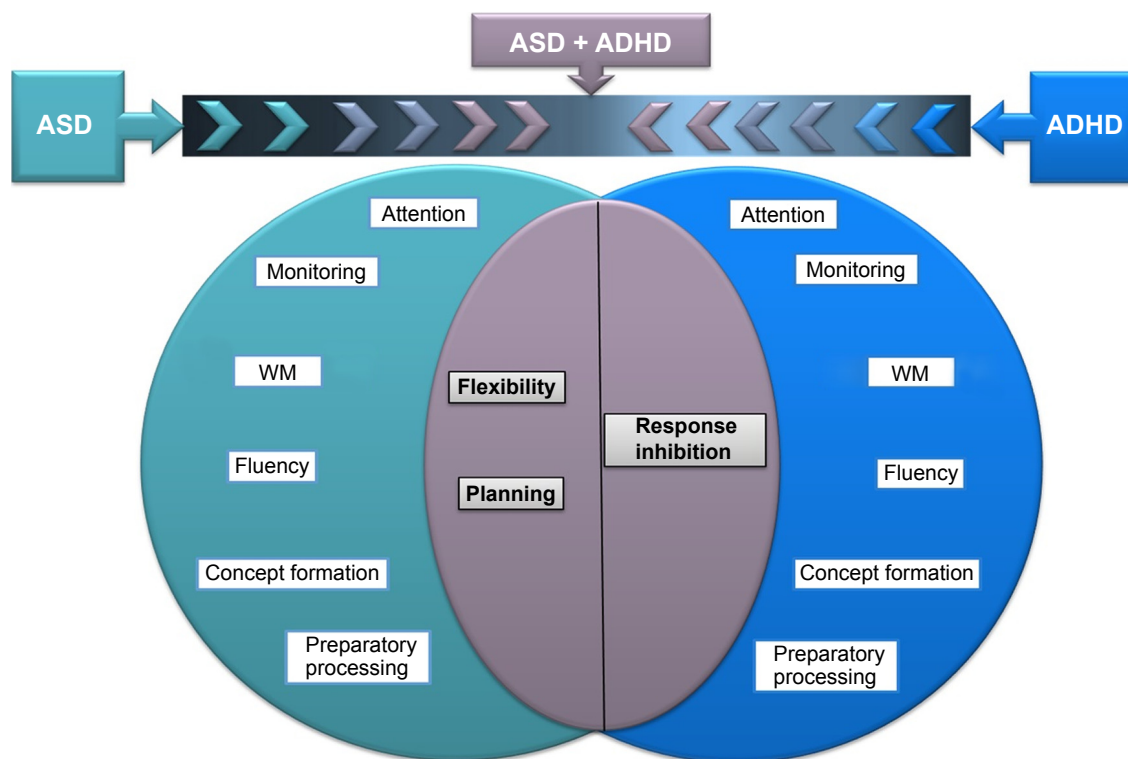 ASD + ADHD
ASD
ADHD
Attention
Attention
Monitoring
Monitoring
WM
WM
Flexibility
Response
inhibition
Fluency
Fluency
Planning
Concept formation
Concept formation
Preparatory
processing
Preparatory
processing